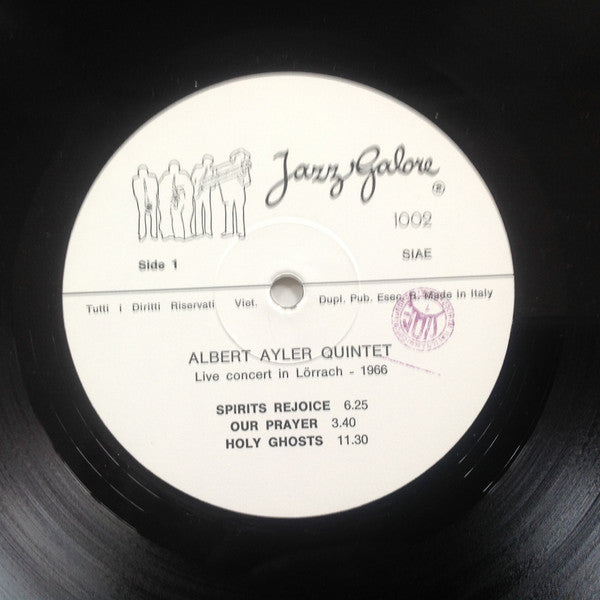 Jazz Galore
®
1002
Side 1
SIAE
Tutti i Diritti Riservati Viet. Dupl. Pub. Esec. R. Made in Italy
ALBERT AYLER QUINTET
Live concert in Lörrach - 1966
SPIRITS REJOICE 6.25
OUR PRAYER 3.40
HOLY GHOSTS 11.30